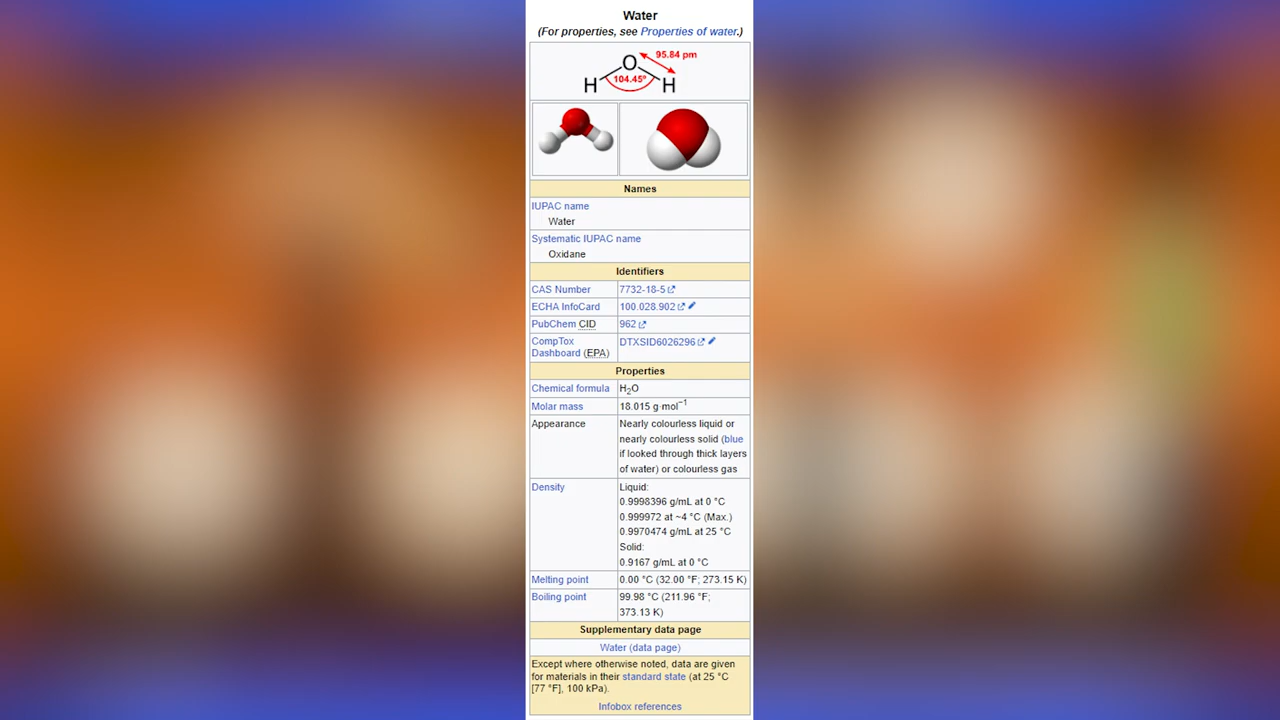 Water
(For properties, see Properties of water.)
95.84 pm
O
104.45°
H H
Names
IUPAC name
Water
Systematic IUPAC name
Oxidane
Identifiers
CAS Number 7732-18-5
ECHA InfoCard 100.028.902
PubChem CID 962
CompTox Dashboard (EPA) DTXSID6026296
Properties
Chemical formula H₂O
Molar mass 18.015 g·mol⁻¹
Appearance Nearly colourless liquid or
nearly colourless solid (blue
if looked through thick layers
of water) or colourless gas
Density Liquid:
0.9998396 g/mL at 0 °C
0.999972 at ~4 °C (Max.)
0.9970474 g/mL at 25 °C
Solid:
0.9167 g/mL at 0 °C
Melting point 0.00 °C (32.00 °F; 273.15 K)
Boiling point 99.98 °C (211.96 °F;
373.13 K)
Supplementary data page
Water (data page)
Except where otherwise noted, data are given
for materials in their standard state (at 25 °C
[77 °F], 100 kPa).
Infobox references